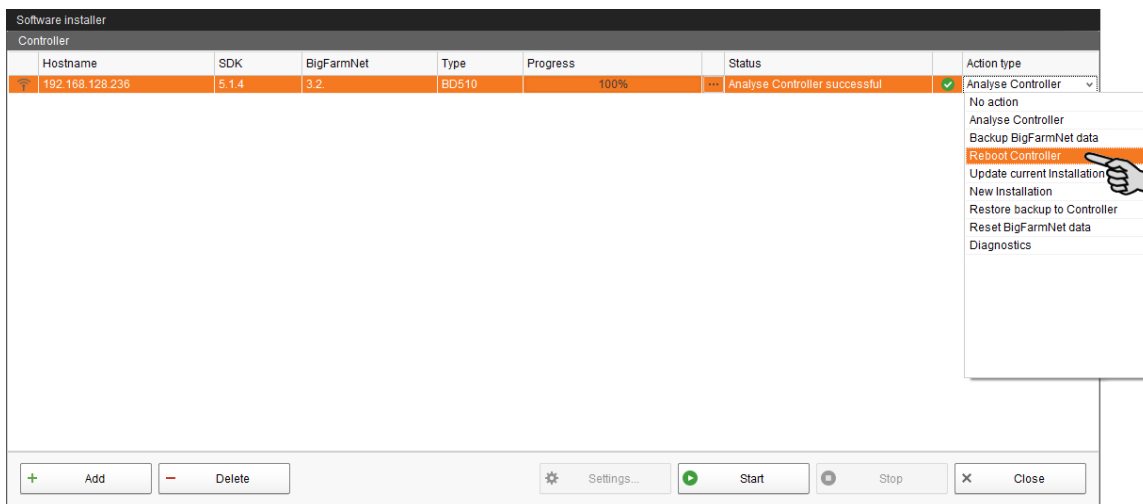 Software installer
Controller
Hostname SDK BigFarmNet Type Progress Status Action type
192.168.128.236 5.1.4 3.2. BD510 100% ... Analyse Controller successful Analyse Controller
No action
Analyse Controller
Backup BigFarmNet data
Reboot Controller
Update current Installation
New Installation
Restore backup to Controller
Reset BigFarmNet data
Diagnostics
Add Delete Settings... Start Stop Close